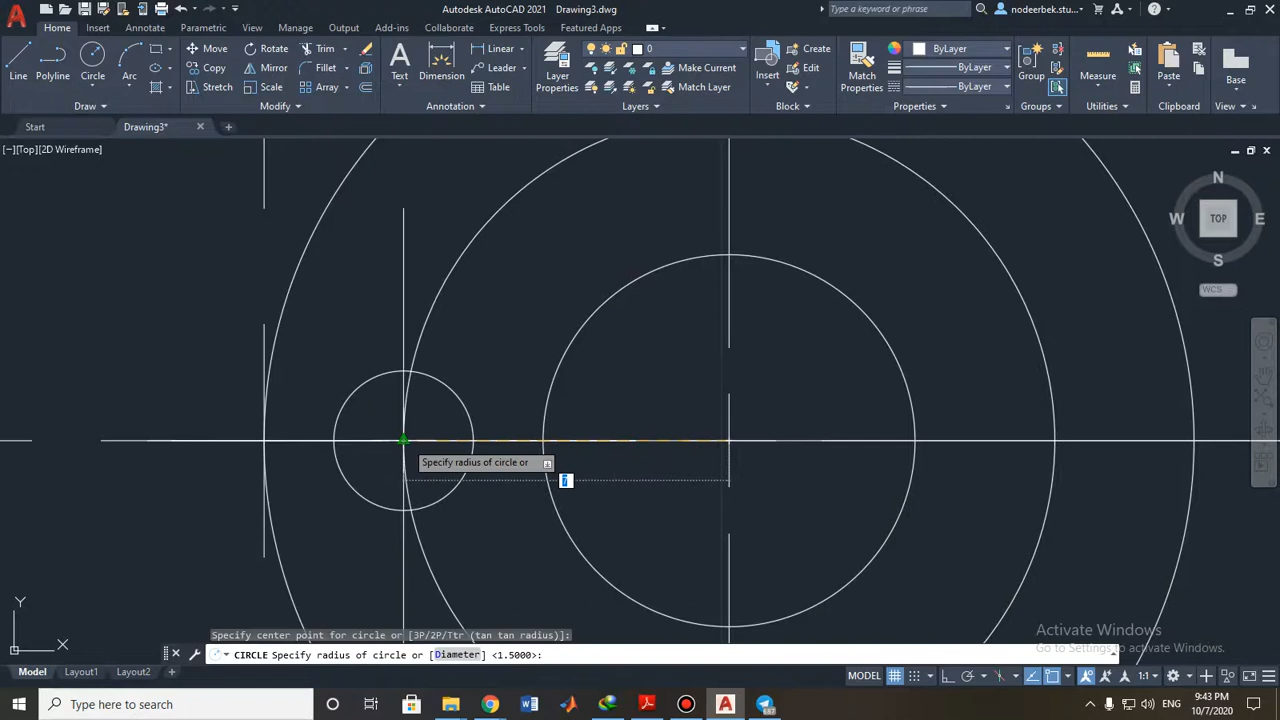 Autodesk AutoCAD 2021 Drawing3.dwg
Type a keyword or phrase
nodeerbek.stu...
Home Insert Annotate Parametric View Manage Output Collaborate Express Tools Featured Apps
Line
Polyline
Circle
Arc
Move
Rotate
Trim
Copy
Mirror
Fillet
Stretch
Scale
Array
Text
Dimension
Linear
Leader
Table
Layer
Properties
0
Make Current
Match Layer
Insert
Create
Edit
Match
Properties
ByLayer
ByLayer
ByLayer
Group
Measure
Paste
Base
Draw
Modify
Annotation
Layers
Block
Properties
Groups
Utilities
Clipboard
View
Start
Drawing3*
[−][Top][2D Wireframe]
N
W
TOP
E
S
WCS
Specify radius of circle or
7
Specify center point for circle or [3P/2P/Ttr (tan tan radius)]:
CIRCLE Specify radius of circle or [Diameter] <1.5000>:
Y
X
Activate Windows
Go to Settings to activate Windows.
Model Layout1 Layout2
MODEL
1:1
Type here to search
637
ENG
9:43 PM
10/7/2020